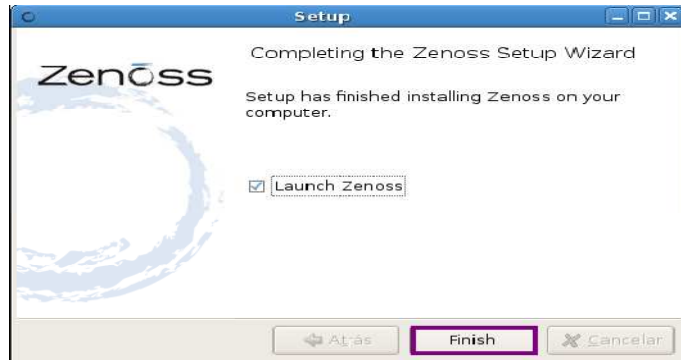 Setup
Zenōss
Completing the Zenoss Setup Wizard
Setup has finished installing Zenoss on your
computer.
Launch Zenoss
Atrás
Finish
Cancelar